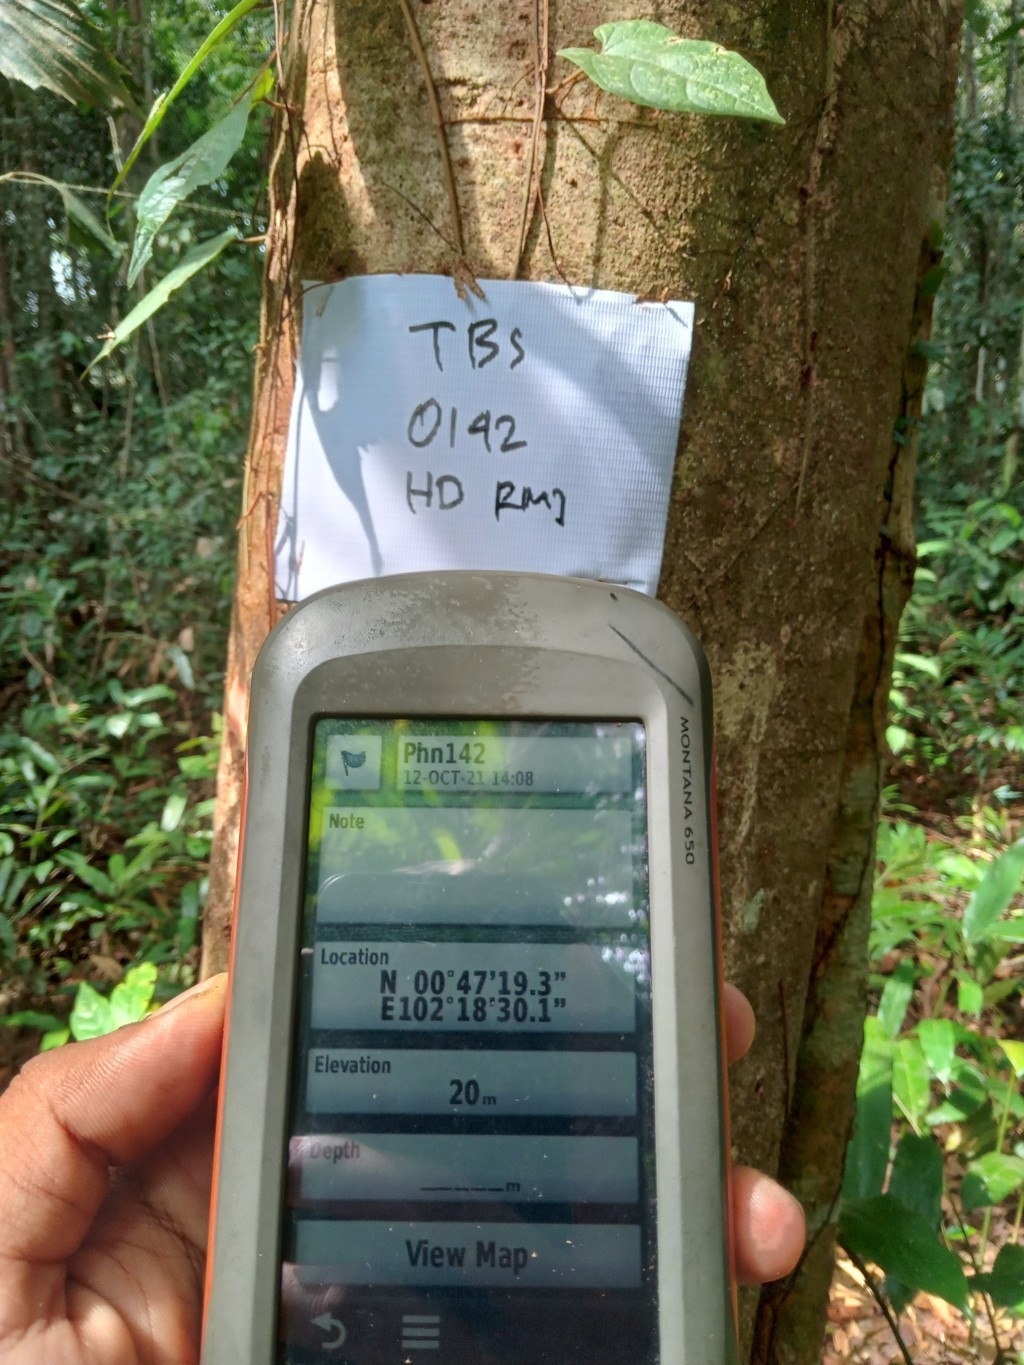 TBS
0142
HD RMJ
MONTANA 650
Phn142
12-OCT-21 14:08
Note
Location
N 00°47'19.3"
E102°18'30.1"
Elevation
20m
Depth
_____m
View Map